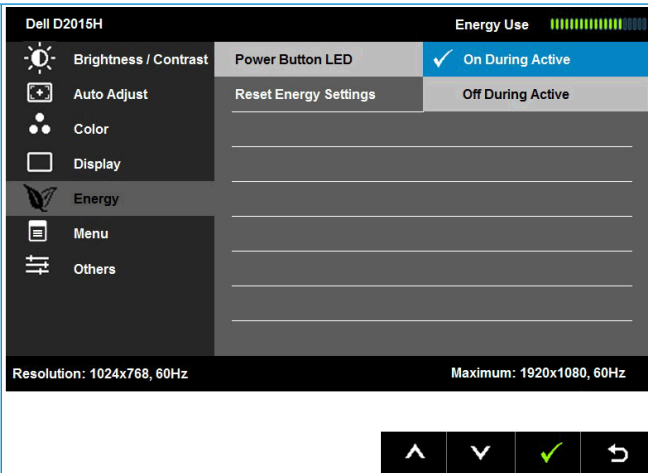 Dell D2015H Energy Use
Brightness / Contrast Power Button LED On During Active
Auto Adjust Reset Energy Settings Off During Active
Color
Display
Energy
Menu
Others
Resolution: 1024x768, 60Hz Maximum: 1920x1080, 60Hz